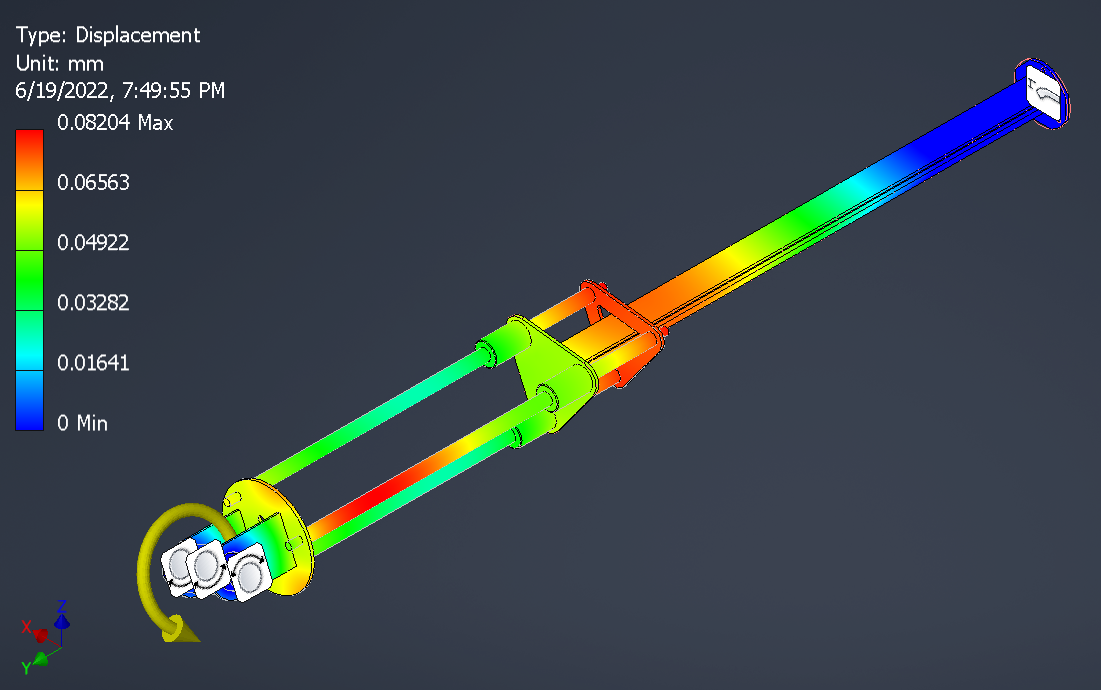 Type: Displacement
Unit: mm
6/19/2022, 7:49:55 PM
0.08204 Max
0.06563
0.04922
0.03282
0.01641
0 Min
Z
X
Y